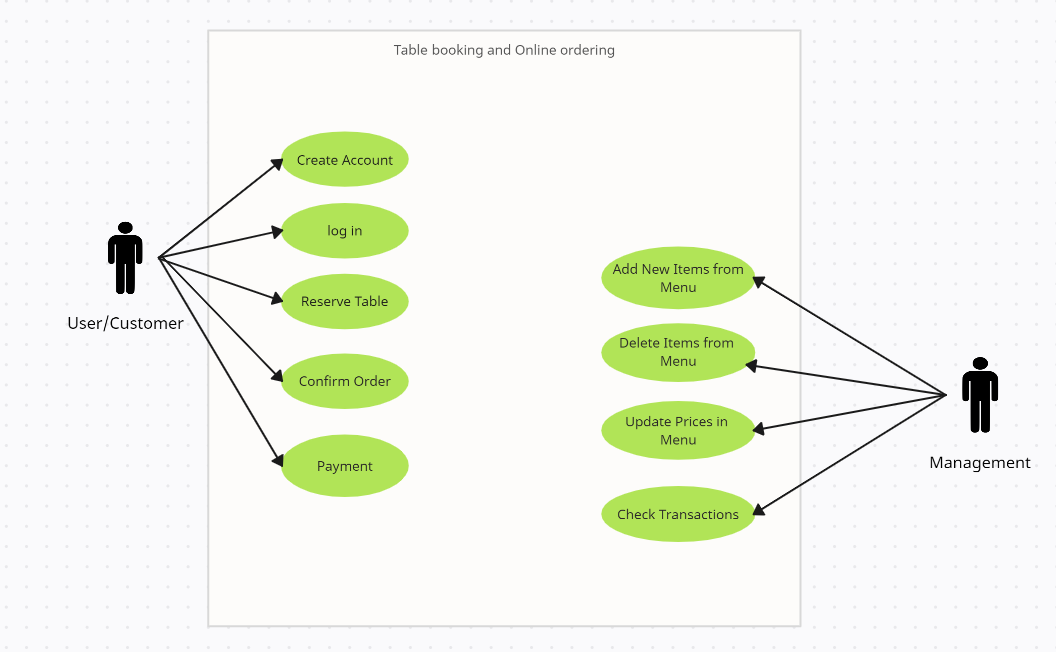 Table booking and Online ordering
Create Account
log in
Reserve Table
Confirm Order
Payment
User/Customer
Add New Items from
Menu
Delete Items from
Menu
Update Prices in
Menu
Check Transactions
Management